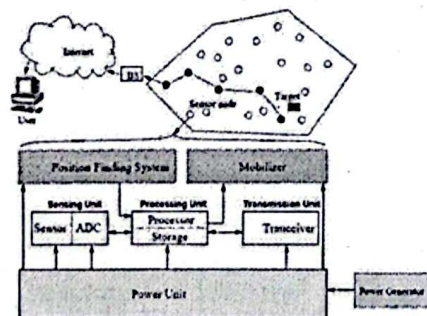 Internet
BS
User
Target
Sensor node
Position Finding System
Mobilizer
Sensing Unit
Processing Unit
Transmission Unit
Sensor
ADC
Processor
Storage
Tranceiver
Power Unit
Power Generator